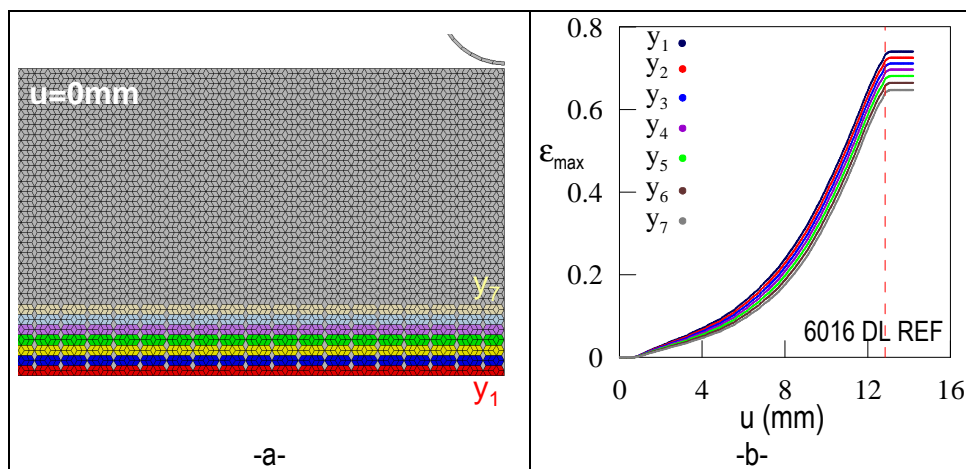 u=0mm
y7
y1
-a-
0.8
0.6
εmax
0.4
0.2
0
y1
y2
y3
y4
y5
y6
y7
6016 DL REF
0 4 8 12 16
u (mm)
-b-